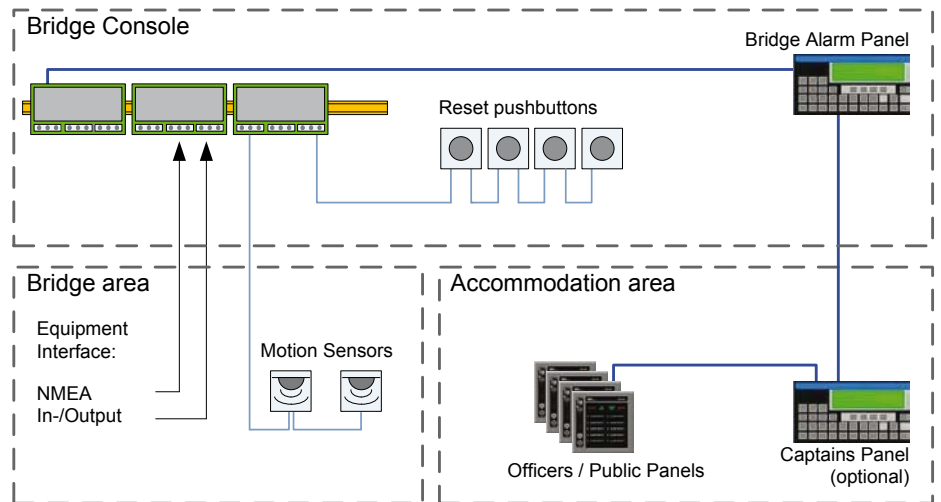 Bridge Console
Bridge Alarm Panel
Reset pushbuttons
Bridge area
Accommodation area
Equipment
Interface:
Motion Sensors
NMEA
In-/Output
Officers / Public Panels
Captains Panel
(optional)